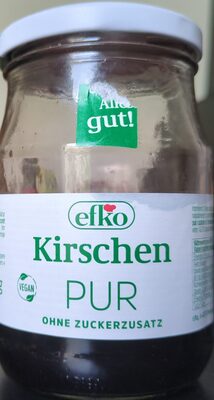 Alles
gut!
efko
Kirschen
PUR
OHNE ZUCKERZUSATZ
VEGAN